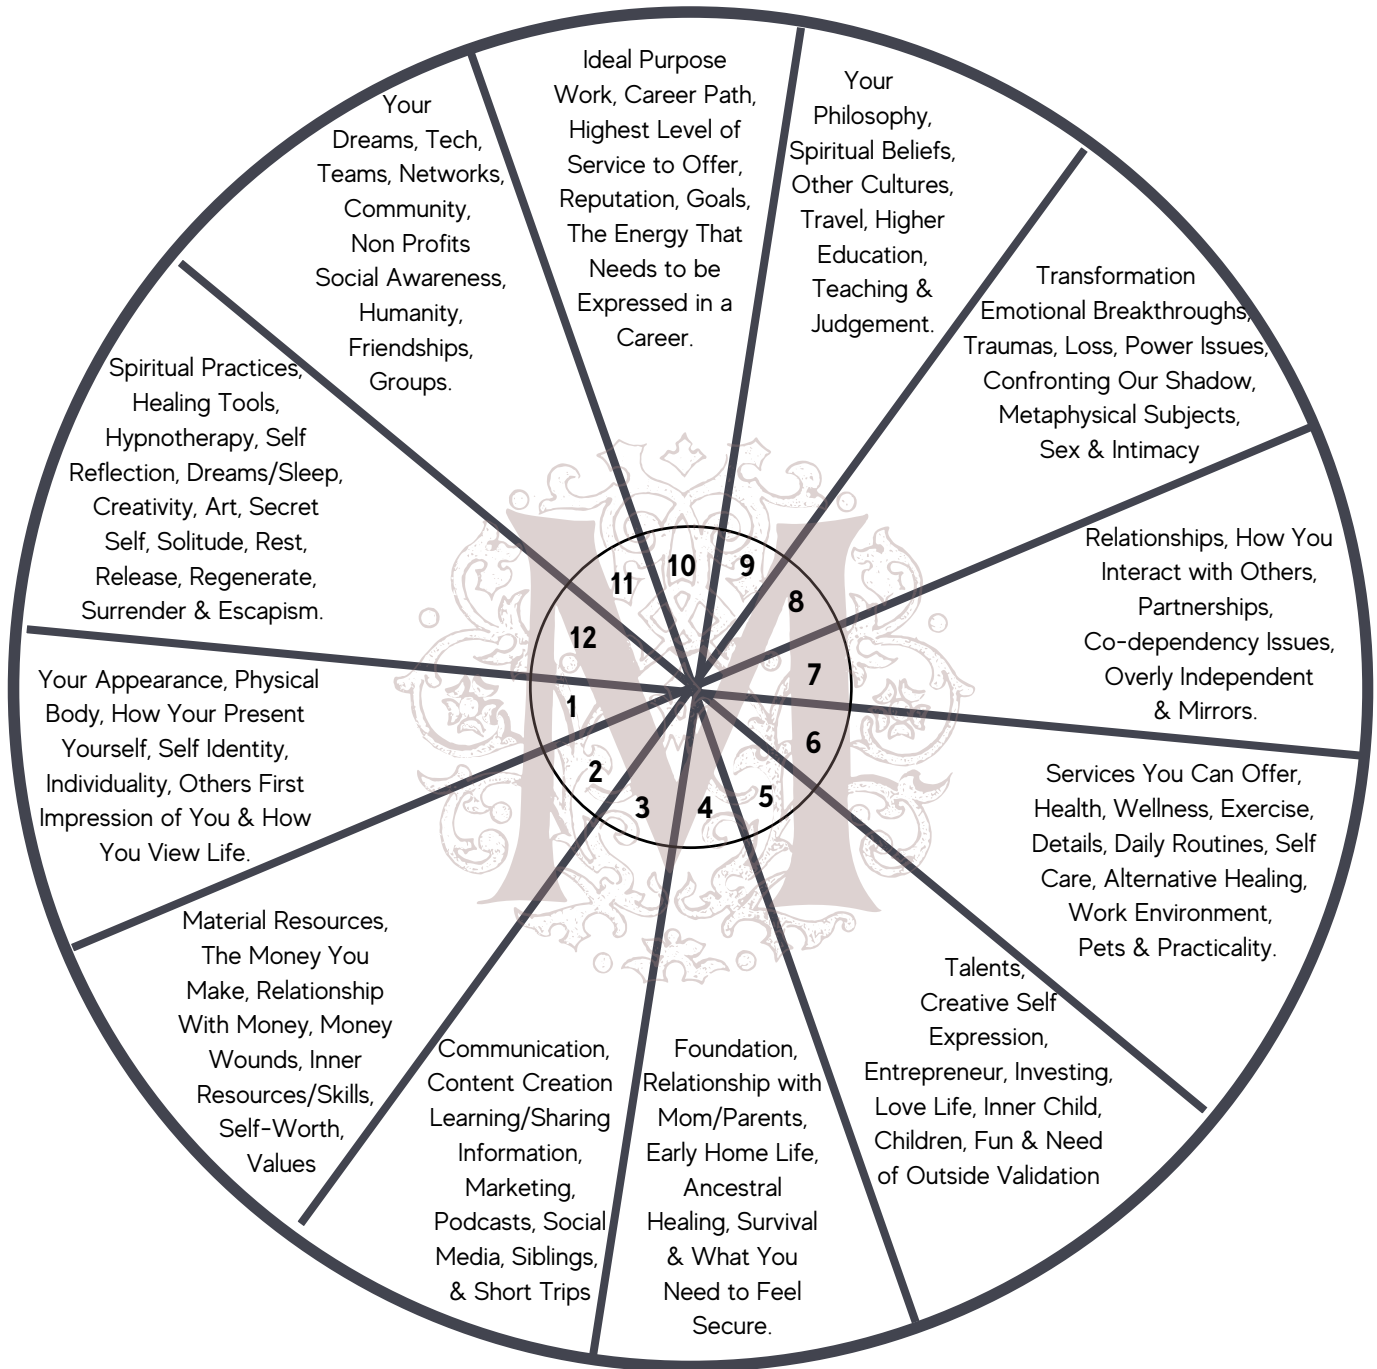 Ideal Purpose
Work, Career Path,
Highest Level of
Service to Offer,
Reputation, Goals,
The Energy That
Needs to be
Expressed in a
Career.
Your
Philosophy,
Spiritual Beliefs,
Other Cultures,
Travel, Higher
Education,
Teaching &
Judgement.
Transformation
Emotional Breakthroughs,
Traumas, Loss, Power Issues,
Confronting Our Shadow,
Metaphysical Subjects,
Sex & Intimacy
Relationships, How You
Interact with Others,
Partnerships,
Co-dependency Issues,
Overly Independent
& Mirrors.
Services You Can Offer,
Health, Wellness, Exercise,
Details, Daily Routines, Self
Care, Alternative Healing,
Work Environment,
Pets & Practicality.
Talents,
Creative Self
Expression,
Entrepreneur, Investing,
Love Life, Inner Child,
Children, Fun & Need
of Outside Validation
Foundation,
Relationship with
Mom/Parents,
Early Home Life,
Ancestral
Healing, Survival
& What You
Need to Feel
Secure.
Communication,
Content Creation
Learning/Sharing
Information,
Marketing,
Podcasts, Social
Media, Siblings,
& Short Trips
Material Resources,
The Money You
Make, Relationship
With Money, Money
Wounds, Inner
Resources/Skills,
Self-Worth,
Values
Your Appearance, Physical
Body, How Your Present
Yourself, Self Identity,
Individuality, Others First
Impression of You & How
You View Life.
Spiritual Practices,
Healing Tools,
Hypnotherapy, Self
Reflection, Dreams/Sleep,
Creativity, Art, Secret
Self, Solitude, Rest,
Release, Regenerate,
Surrender & Escapism.
Your
Dreams, Tech,
Teams, Networks,
Community,
Non Profits
Social Awareness,
Humanity,
Friendships,
Groups.
10
9
8
7
6
5
4
3
2
1
12
11
M